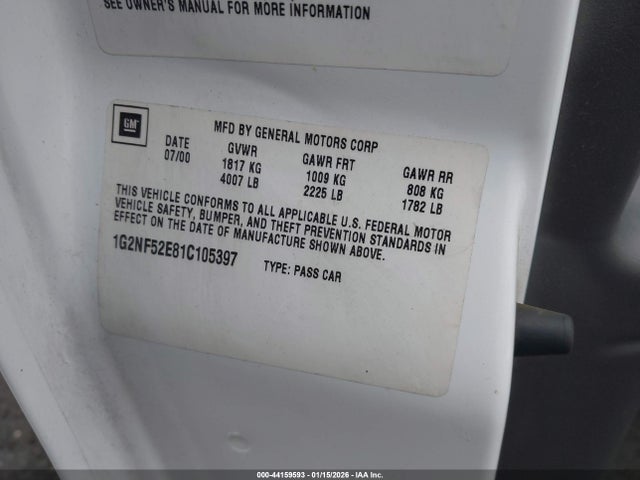 SEE OWNER'S MANUAL FOR MORE INFORMATION
GM
MFD BY GENERAL MOTORS CORP
DATE GVWR GAWR FRT GAWR RR
07/00 1817 KG 1009 KG 808 KG
4007 LB 2225 LB 1782 LB
THIS VEHICLE CONFORMS TO ALL APPLICABLE U.S. FEDERAL MOTOR
VEHICLE SAFETY, BUMPER, AND THEFT PREVENTION STANDARDS IN
EFFECT ON THE DATE OF MANUFACTURE SHOWN ABOVE.
1G2NF52E81C105397 TYPE: PASS CAR
000-44159593 - 01/15/2026 - IAA Inc.